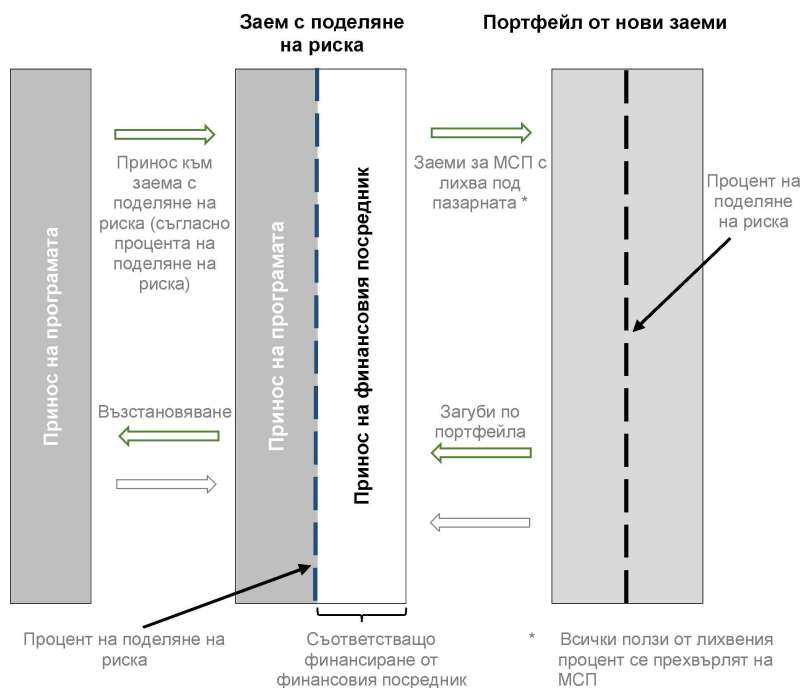 Заем с поделяне
на риска
Портфейл от нови заеми
Принос на програмата
Принос към
заема с
поделяне на
риска (съгласно
процента на
поделяне на
риска)
Възстановяване
Принос на програмата
Принос на финансовия посредник
Заеми за МСП с
лихва под
пазарната *
Загуби по
портфейла
Процент на
поделяне
на риска
Процент на поделяне на
риска
Съответстващо
финансиране от
финансовия посредник
* Всички ползи от лихвения
процент се прехвърлят на
МСП